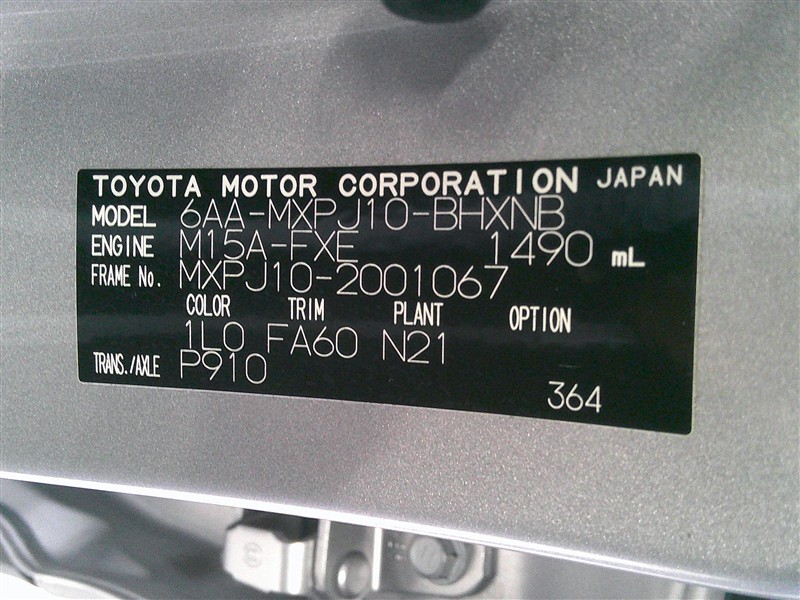 TOYOTA MOTOR CORPORATION JAPAN
MODEL 6AA-MXPJ10-BHXNB
ENGINE M15A-FXE 1490 mL
FRAME No. MXPJ10-2001067
COLOR TRIM PLANT OPTION
1L0 FA60 N21
TRANS./AXLE P910
364